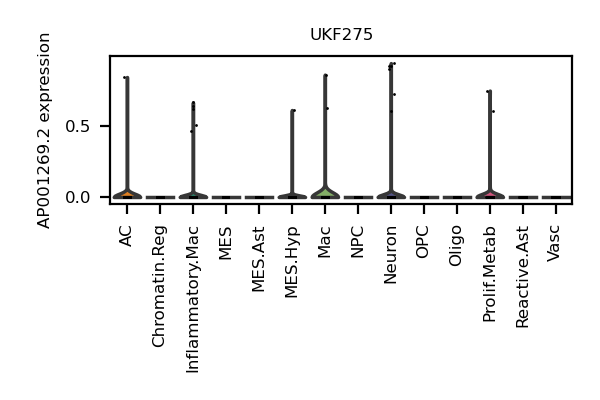 UKF275
AP001269.2 expression
0.5
0.0
AC
Chromatin.Reg
Inflammatory.Mac
MES
MES.Ast
MES.Hyp
Mac
NPC
Neuron
OPC
Oligo
Prolif.Metab
Reactive.Ast
Vasc